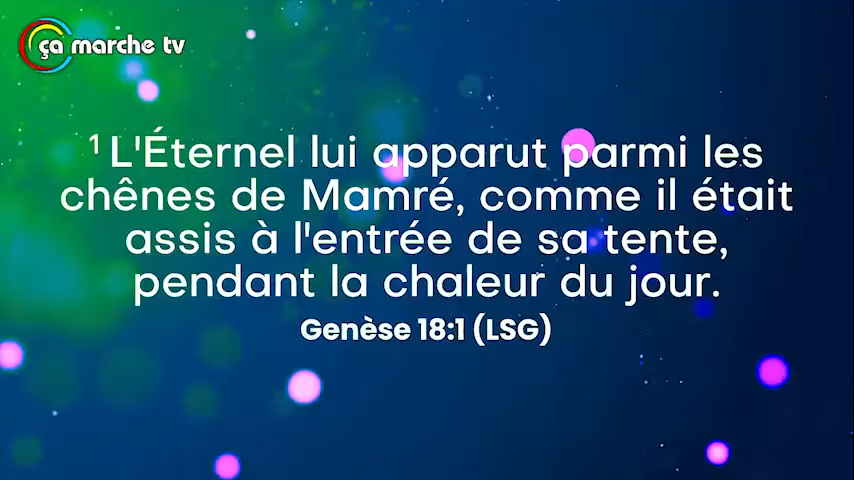 ça marche tv
¹ L'Éternel lui apparut parmi les
chênes de Mamré, comme il était
assis à l'entrée de sa tente,
pendant la chaleur du jour.
Genèse 18:1 (LSG)